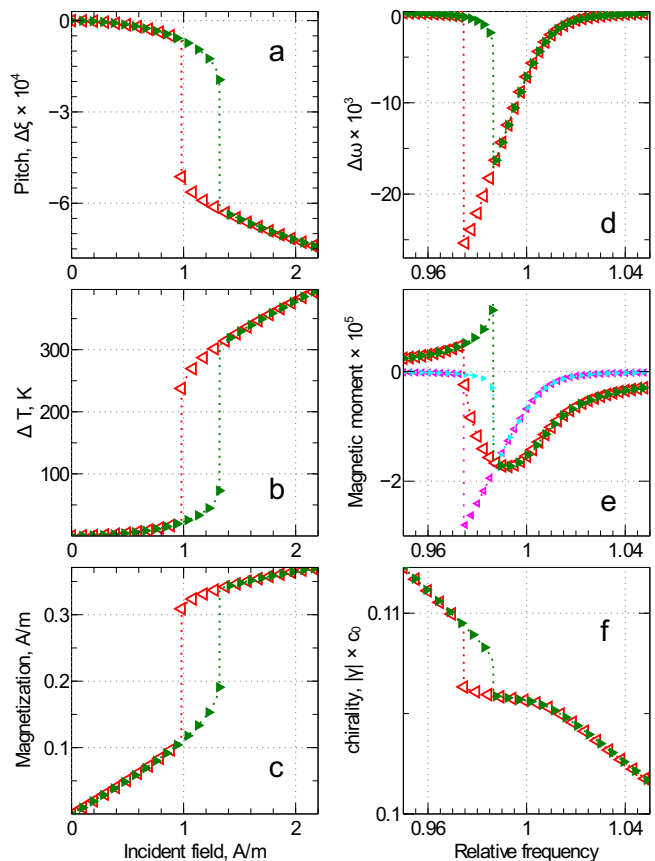 0
−3
−6
Pitch, Δξ × 10⁴
a
0
1
2
300
200
100
Δ T, K
b
0
1
2
0.3
0.2
0.1
Magnetization, A/m
c
0
1
2
Incident field, A/m
0
−10
−20
Δω × 10³
d
0.96
1
1.04
0
−2
Magnetic moment × 10⁵
e
0.96
1
1.04
0.11
0.1
chirality, |γ| × c₀
f
0.96
1
1.04
Relative frequency